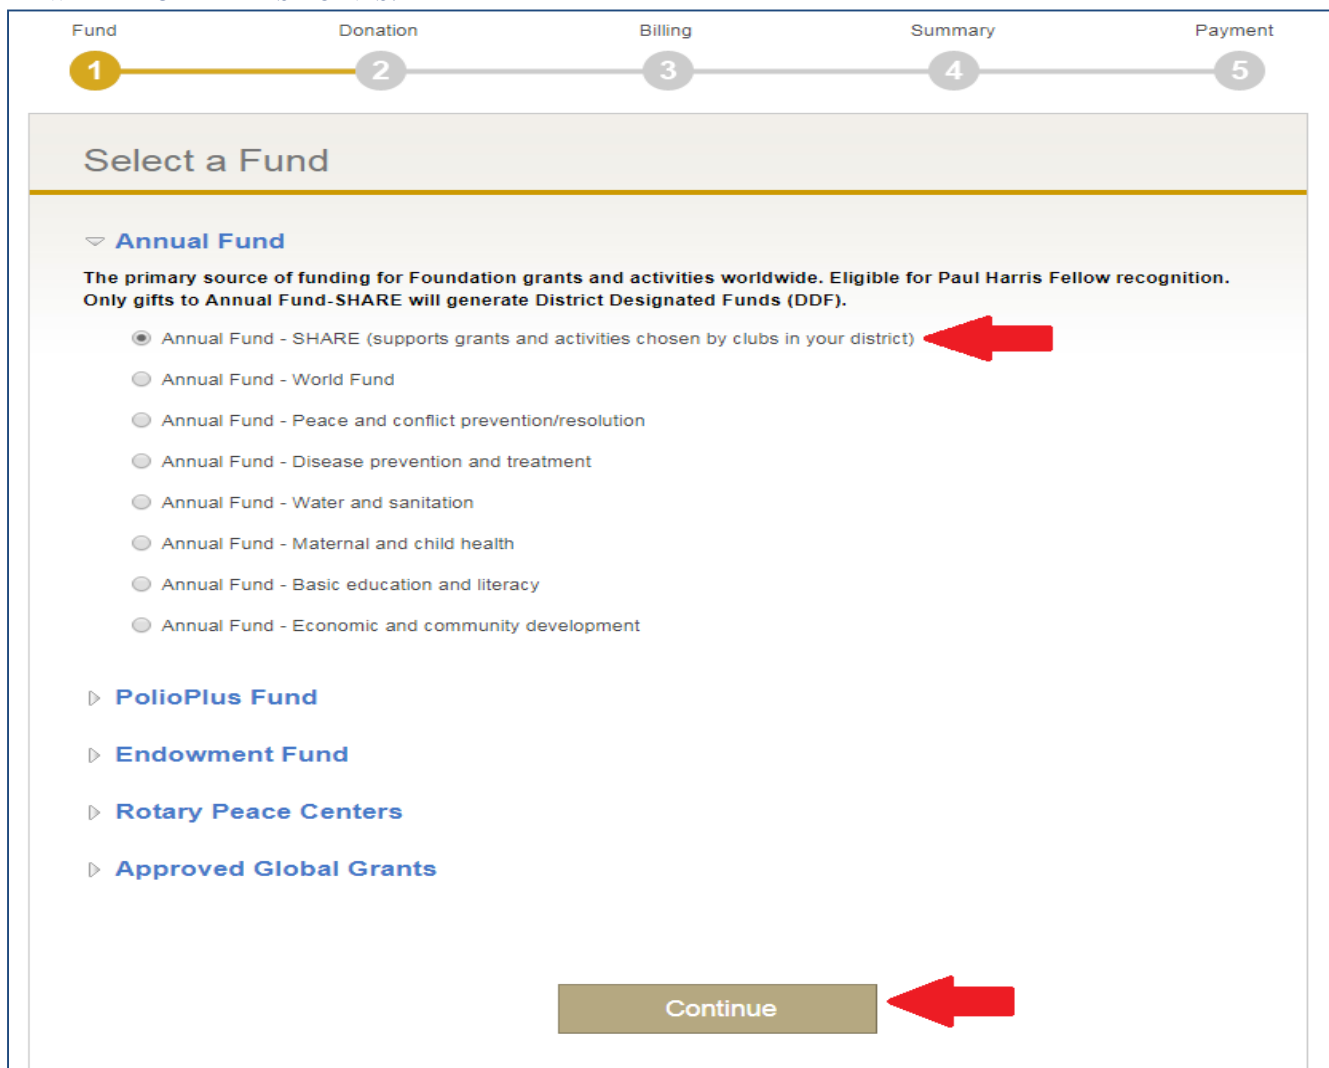 Fund Donation Billing Summary Payment
1 2 3 4 5
Select a Fund
Annual Fund
The primary source of funding for Foundation grants and activities worldwide. Eligible for Paul Harris Fellow recognition.
Only gifts to Annual Fund-SHARE will generate District Designated Funds (DDF).
Annual Fund - SHARE (supports grants and activities chosen by clubs in your district)
Annual Fund - World Fund
Annual Fund - Peace and conflict prevention/resolution
Annual Fund - Disease prevention and treatment
Annual Fund - Water and sanitation
Annual Fund - Maternal and child health
Annual Fund - Basic education and literacy
Annual Fund - Economic and community development
PolioPlus Fund
Endowment Fund
Rotary Peace Centers
Approved Global Grants
Continue